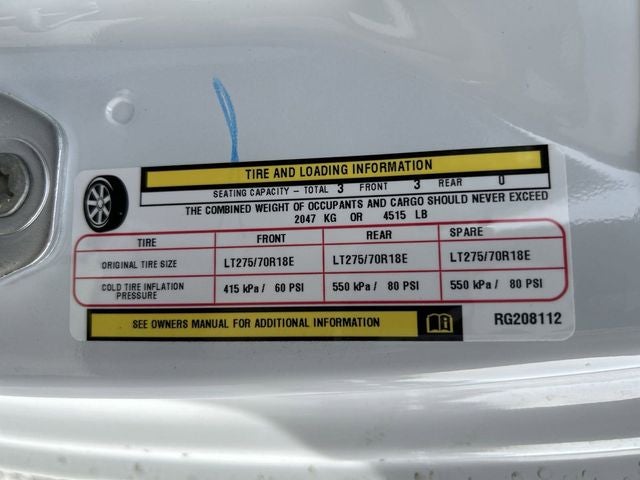 TIRE AND LOADING INFORMATION
SEATING CAPACITY - TOTAL 3 FRONT 3 REAR 0
THE COMBINED WEIGHT OF OCCUPANTS AND CARGO SHOULD NEVER EXCEED
2047 KG OR 4515 LB
TIRE FRONT REAR SPARE
ORIGINAL TIRE SIZE LT275/70R18E LT275/70R18E LT275/70R18E
COLD TIRE INFLATION PRESSURE 415 kPa / 60 PSI 550 kPa / 80 PSI 550 kPa / 80 PSI
SEE OWNERS MANUAL FOR ADDITIONAL INFORMATION RG208112